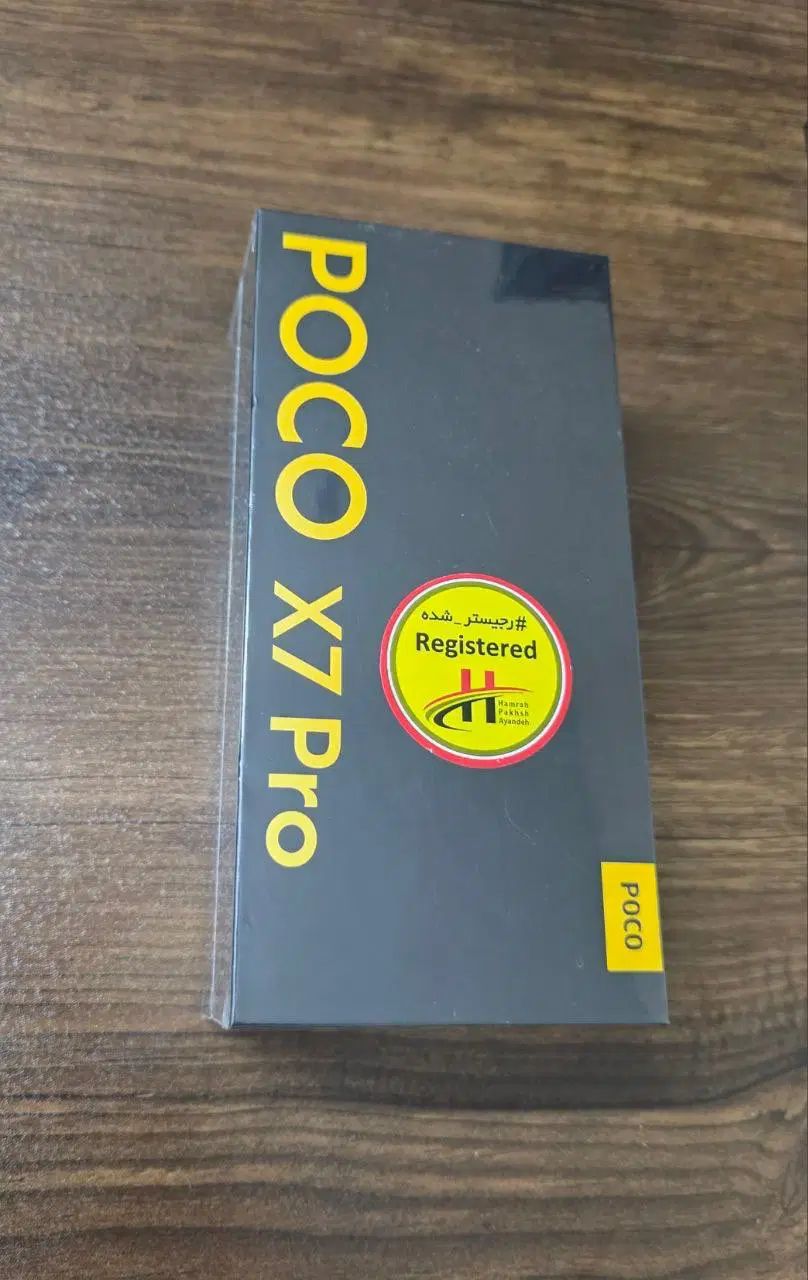 POCO X7 Pro
#رجیستر_شده
Registered
Hamrah
Pakhsh
Ayandeh
POCO